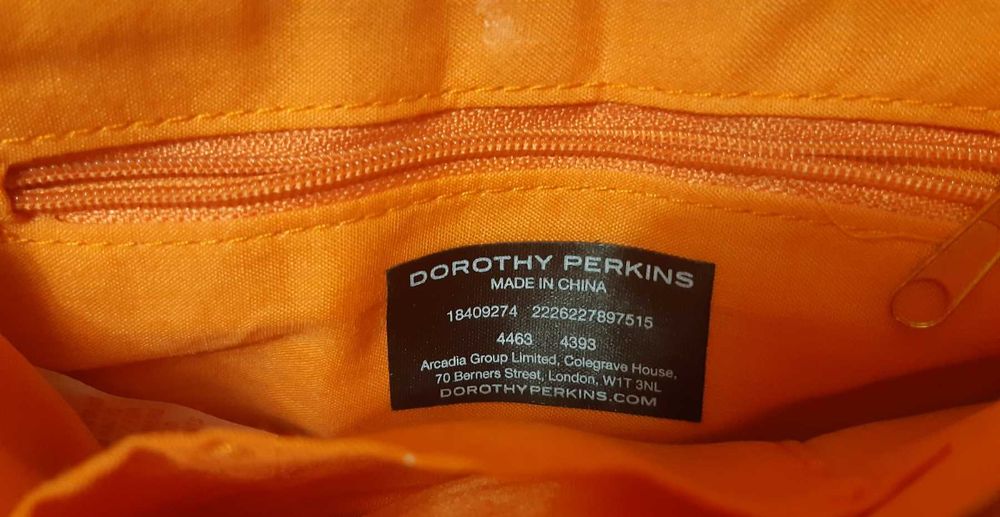 DOROTHY PERKINS
MADE IN CHINA
18409274 2226227897515
4463 4393
Arcadia Group Limited, Colegrave House,
70 Berners Street, London, W1T 3NL
DOROTHYPERKINS.COM